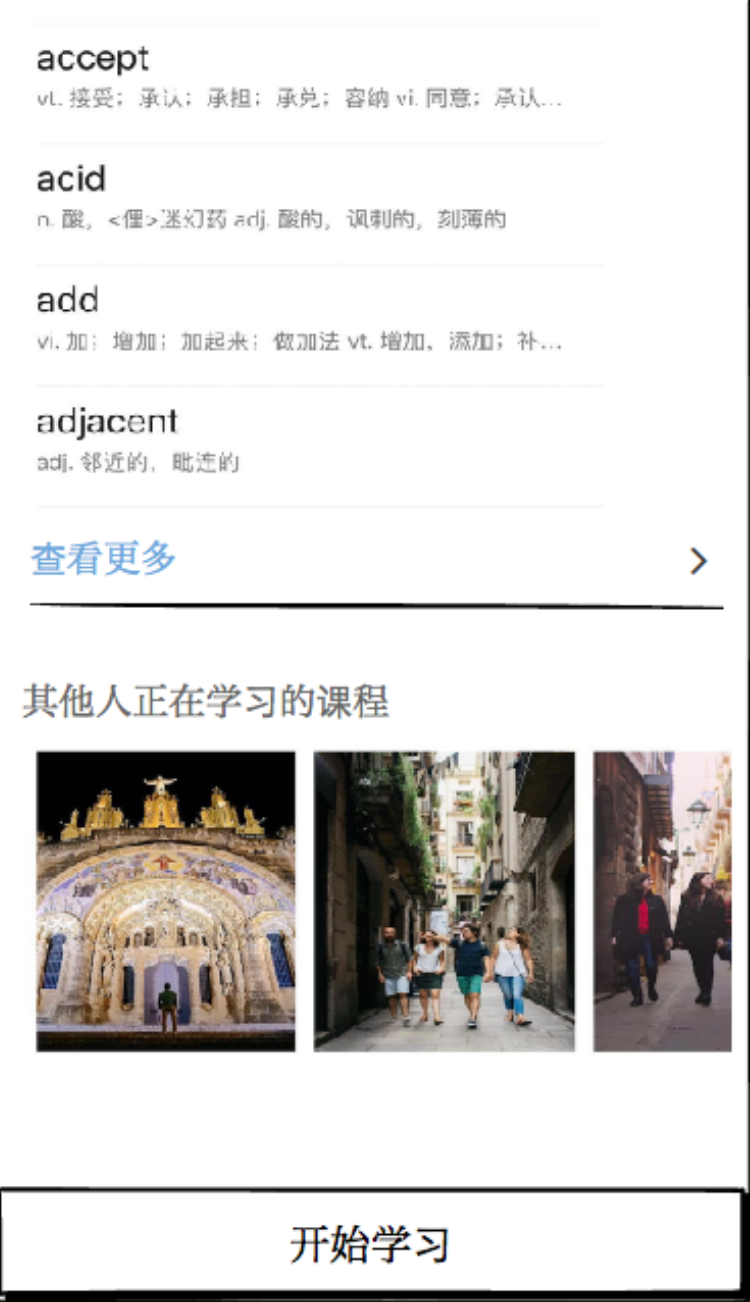 accept
vt. 接受；承认；承担；承兑；容纳 vi. 同意；承认...
acid
n. 酸，<俚>迷幻药 adj. 酸的，讽刺的，刻薄的
add
vi. 加；增加；加起来；做加法 vt. 增加，添加；补...
adjacent
adj. 邻近的，毗连的
查看更多
其他人正在学习的课程
开始学习